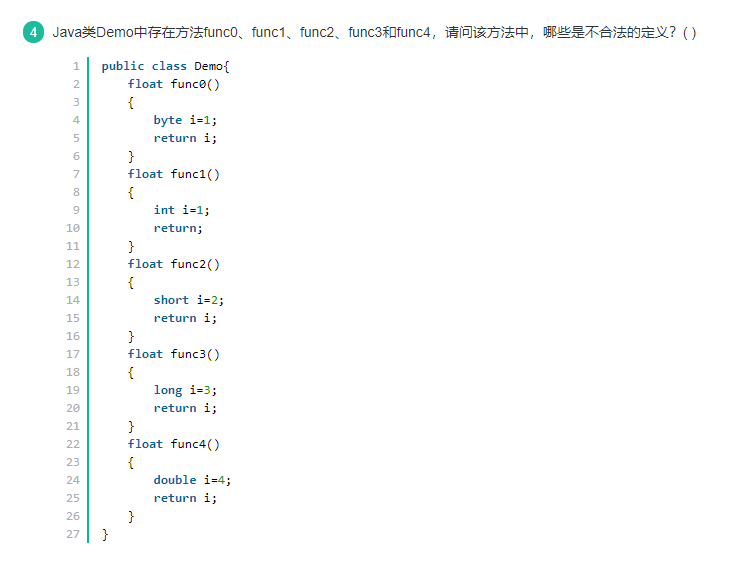 4 Java类Demo中存在方法func0、func1、func2、func3和func4，请问该方法中，哪些是不合法的定义？( )
1 public class Demo{
2 float func0()
3 {
4 byte i=1;
5 return i;
6 }
7 float func1()
8 {
9 int i=1;
10 return;
11 }
12 float func2()
13 {
14 short i=2;
15 return i;
16 }
17 float func3()
18 {
19 long i=3;
20 return i;
21 }
22 float func4()
23 {
24 double i=4;
25 return i;
26 }
27 }